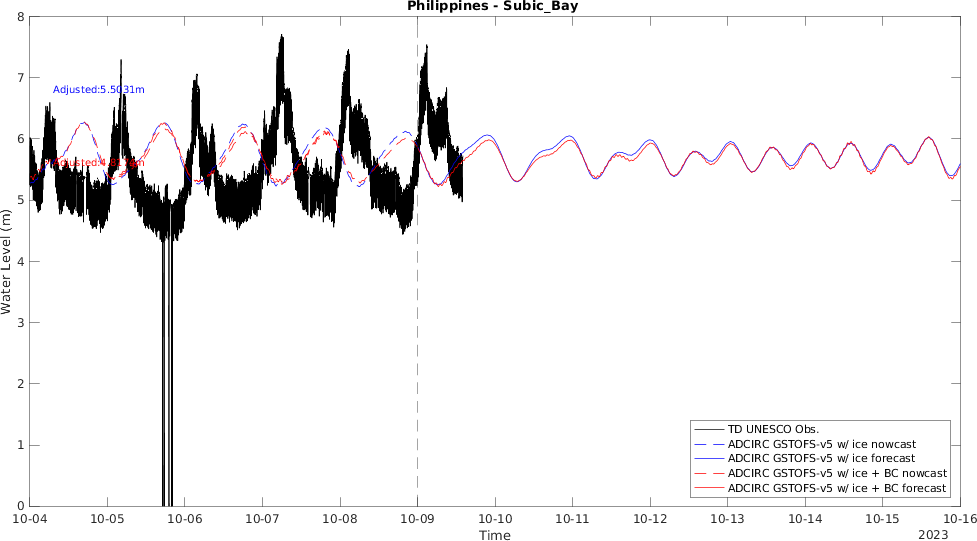 Philippines - Subic_Bay
Water Level (m)
8
7
6
5
4
3
2
1
0
Adjusted:5.5031m
10-04
10-05
10-06
10-07
10-08
10-09
10-10
10-11
10-12
10-13
10-14
10-15
10-16
Time
2023
TD UNESCO Obs.
ADCIRC GSTOFS-v5 w/ ice nowcast
ADCIRC GSTOFS-v5 w/ ice forecast
ADCIRC GSTOFS-v5 w/ ice + BC nowcast
ADCIRC GSTOFS-v5 w/ ice + BC forecast